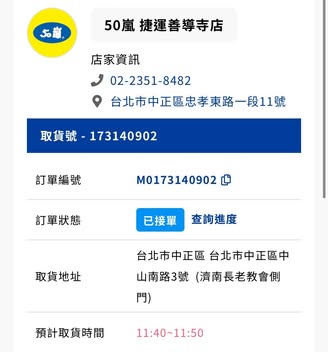 50嵐
50嵐 捷運善導寺店
店家資訊
02-2351-8482
台北市中正區忠孝東路一段11號
取貨號 - 173140902
訂單編號 M0173140902
訂單狀態 已接單 查詢進度
取貨地址 台北市中正區 台北市中正區中
山南路3號 (濟南長老教會側
門)
預計取貨時間 11:40~11:50